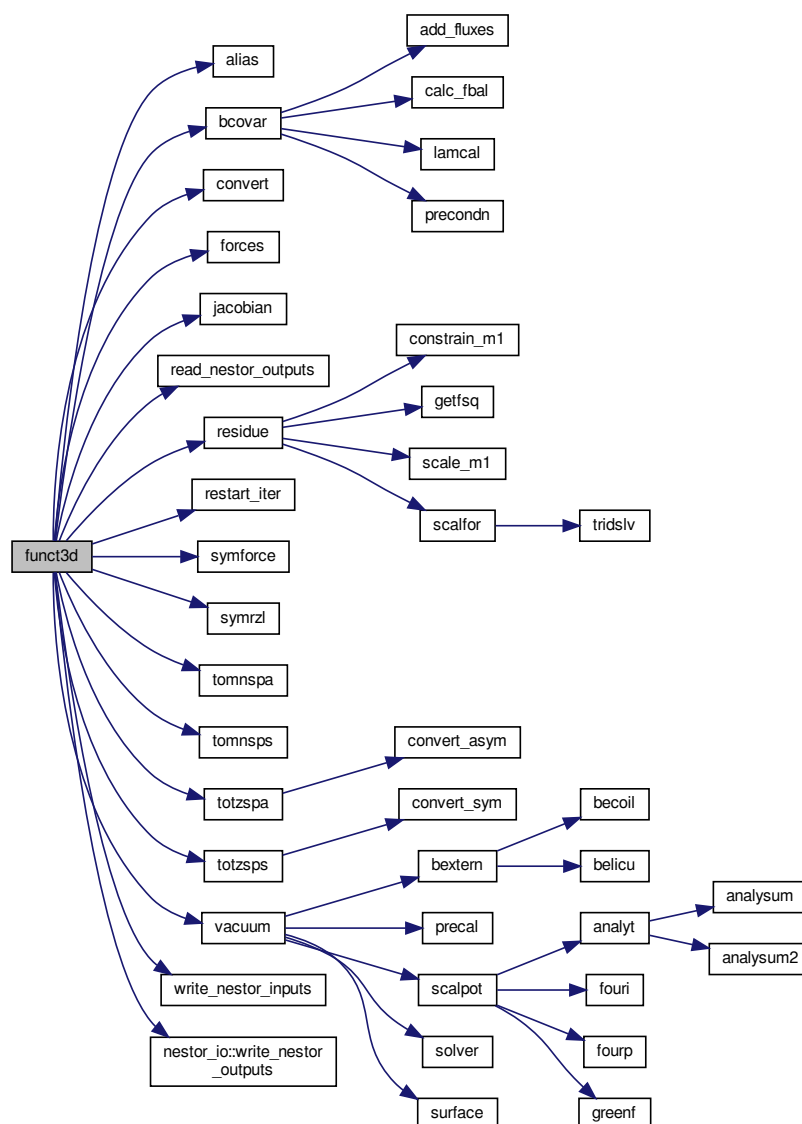 add_fluxes
alias
calc_fbal
bcovar
lamcal
convert
precondn
forces
jacobian
constrain_m1
read_nestor_outputs
getfsq
residue
scale_m1
restart_iter
scalfor
tridslv
funct3d
symforce
symrzl
tomnspa
tomnsps
convert_asym
totzspa
convert_sym
becoil
totzsps
bextern
belicu
analysum
vacuum
precal
analyt
analysum2
write_nestor_inputs
scalpot
fouri
nestor_io::write_nestor
_outputs
solver
fourp
surface
greenf